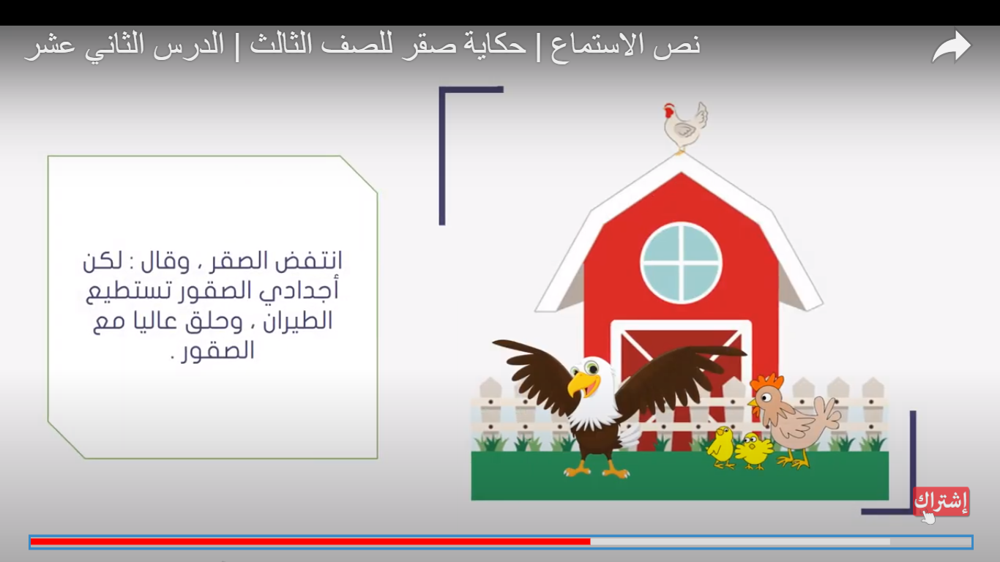 نص الاستماع | حكاية صقر للصف الثالث | الدرس الثاني عشر
انتفض الصقر ، وقال : لكن
أجدادي الصقور تستطيع
الطيران ، وحلق عاليا مع
الصقور .
إشتراك